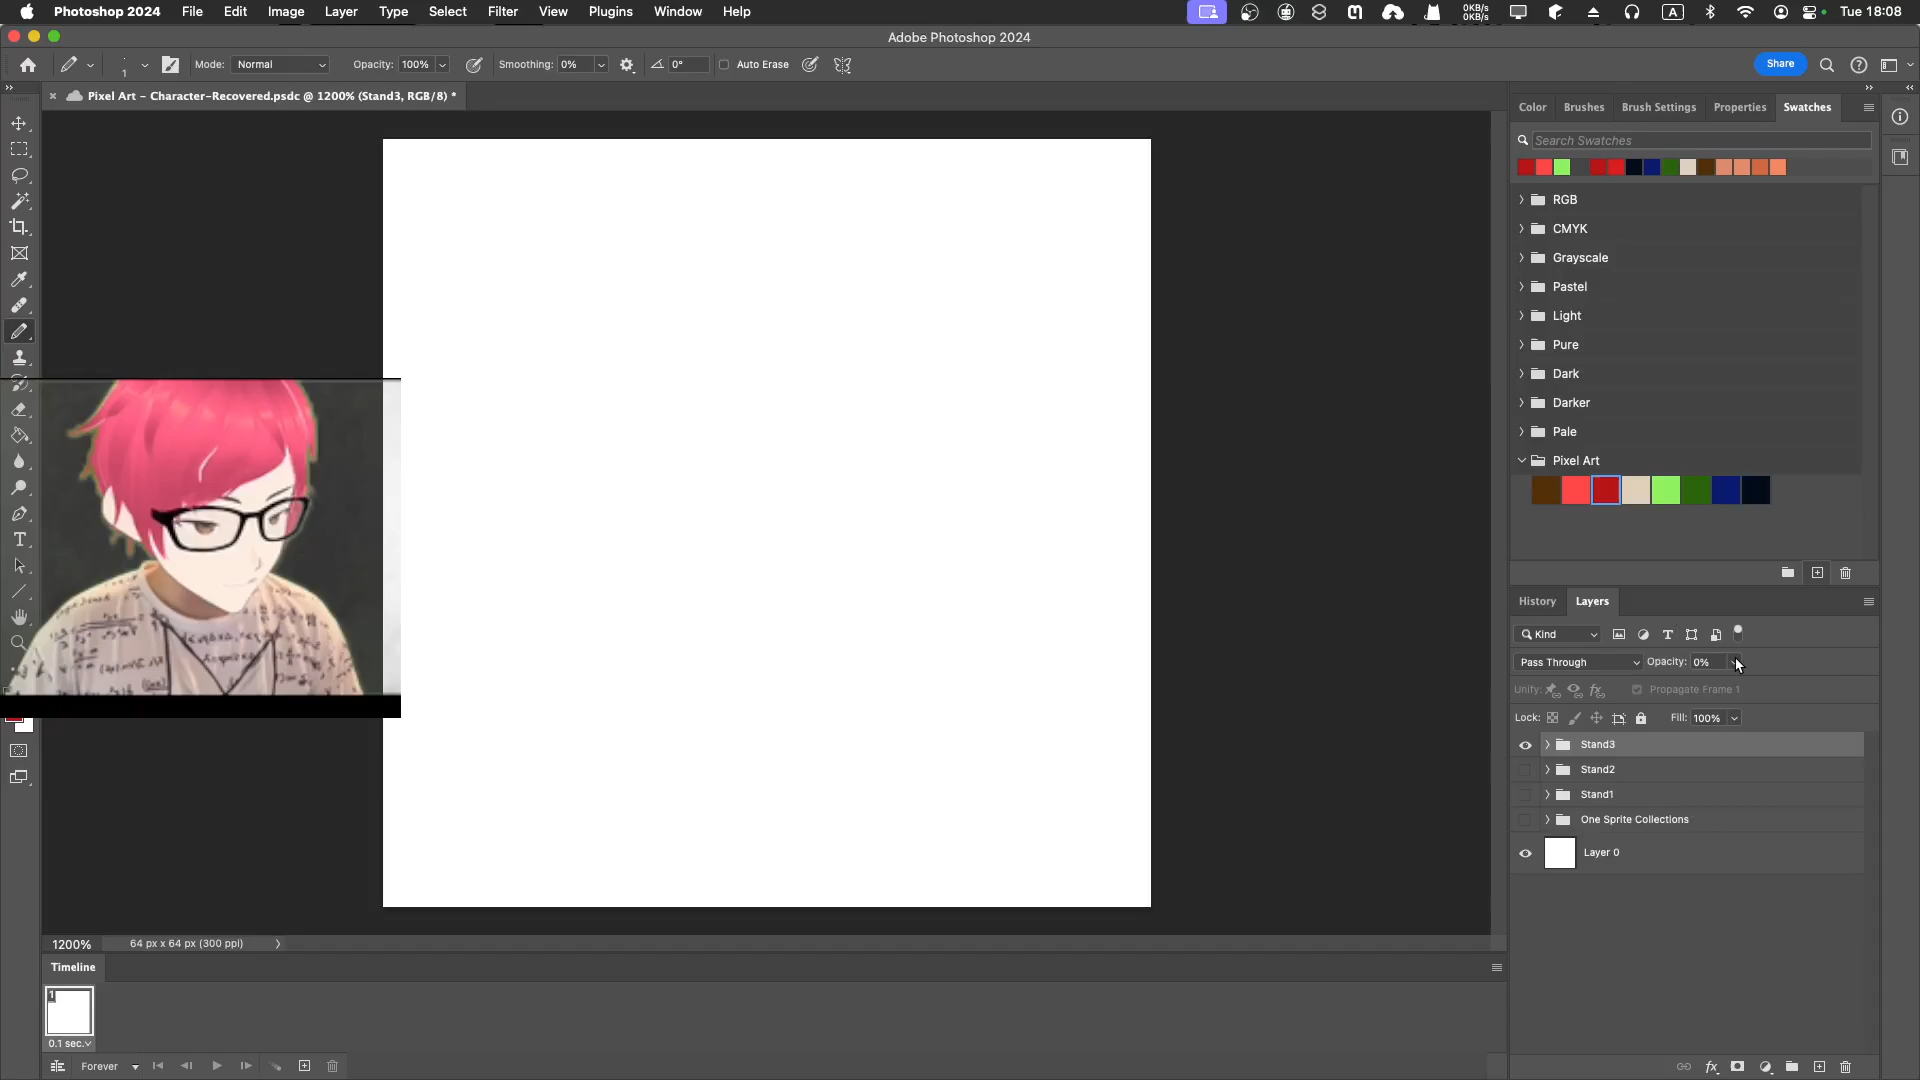 Photoshop 2024 File Edit Image Layer Type Select Filter View Plugins Window Help 0KB/s 0KB/s A Tue 18:08
Adobe Photoshop 2024
1 Mode: Normal Opacity: 100% Smoothing: 0% 0° Auto Erase Share
Pixel Art – Character-Recovered.psdc @ 1200% (Stand3, RGB/8) *
Color Brushes Brush Settings Properties Swatches
Search Swatches
RGB
CMYK
Grayscale
Pastel
Light
Pure
Dark
Darker
Pale
Pixel Art
History Layers
Kind
Pass Through Opacity: 0%
Unify: Propagate Frame 1
Lock: Fill: 100%
Stand3
Stand2
Stand1
One Sprite Collections
Layer 0
1200% 64 px x 64 px (300 ppi)
Timeline
1
0.1 sec.
Forever